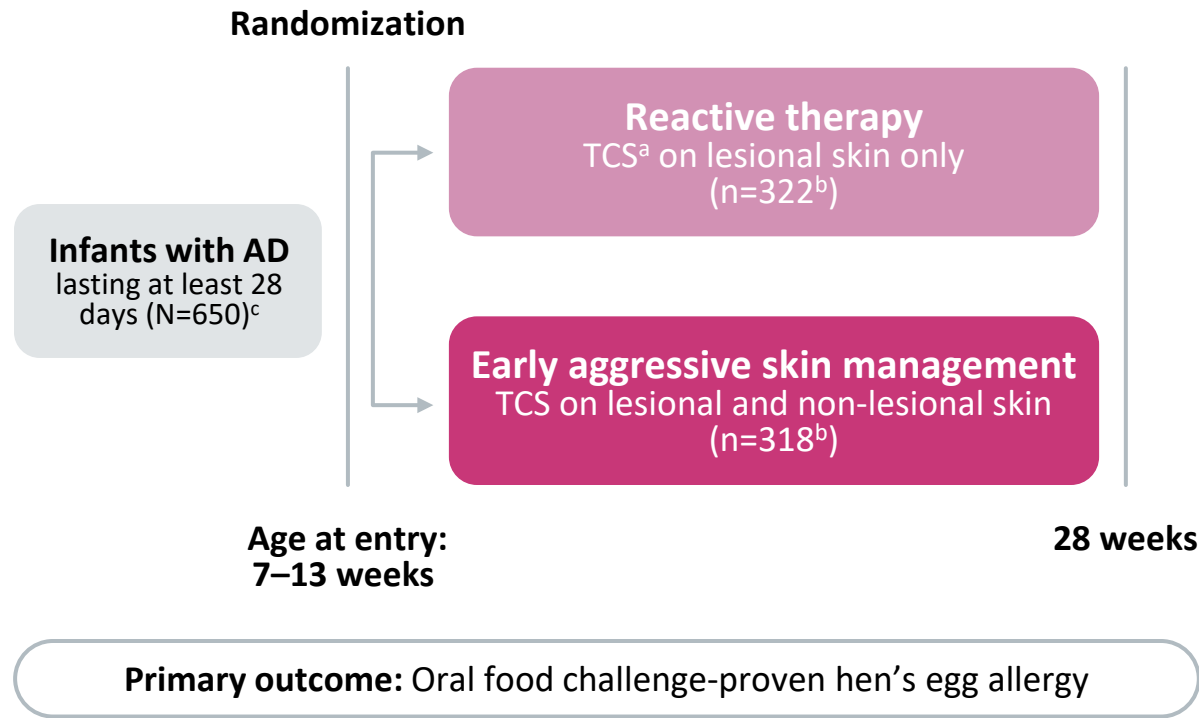 Randomization
Reactive therapy
TCSᵃ on lesional skin only
(n=322ᵇ)
Infants with AD
lasting at least 28
days (N=650)ᶜ
Early aggressive skin management
TCS on lesional and non-lesional skin
(n=318ᵇ)
Age at entry:
7–13 weeks
28 weeks
Primary outcome: Oral food challenge-proven hen’s egg allergy